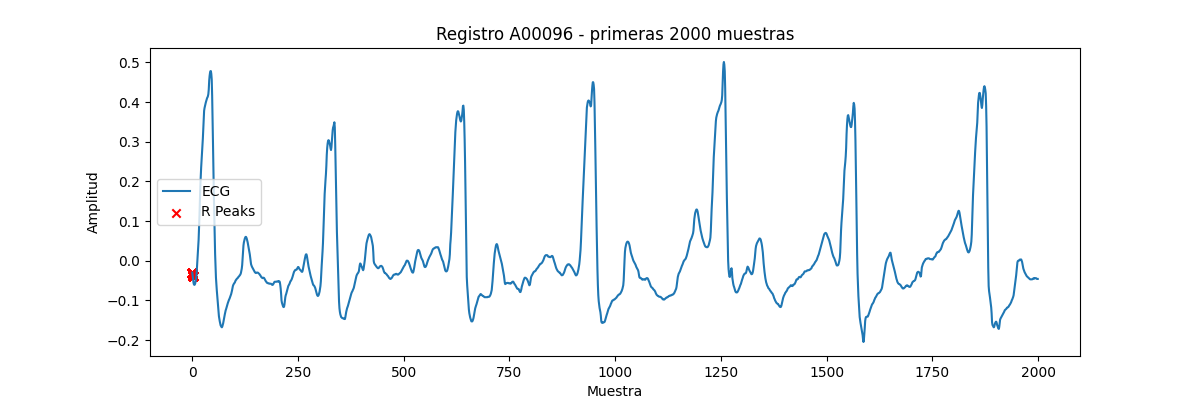 Registro A00096 - primeras 2000 muestras
Amplitud
0.5
0.4
0.3
0.2
0.1
0.0
−0.1
−0.2
ECG
R Peaks
0 250 500 750 1000 1250 1500 1750 2000
Muestra